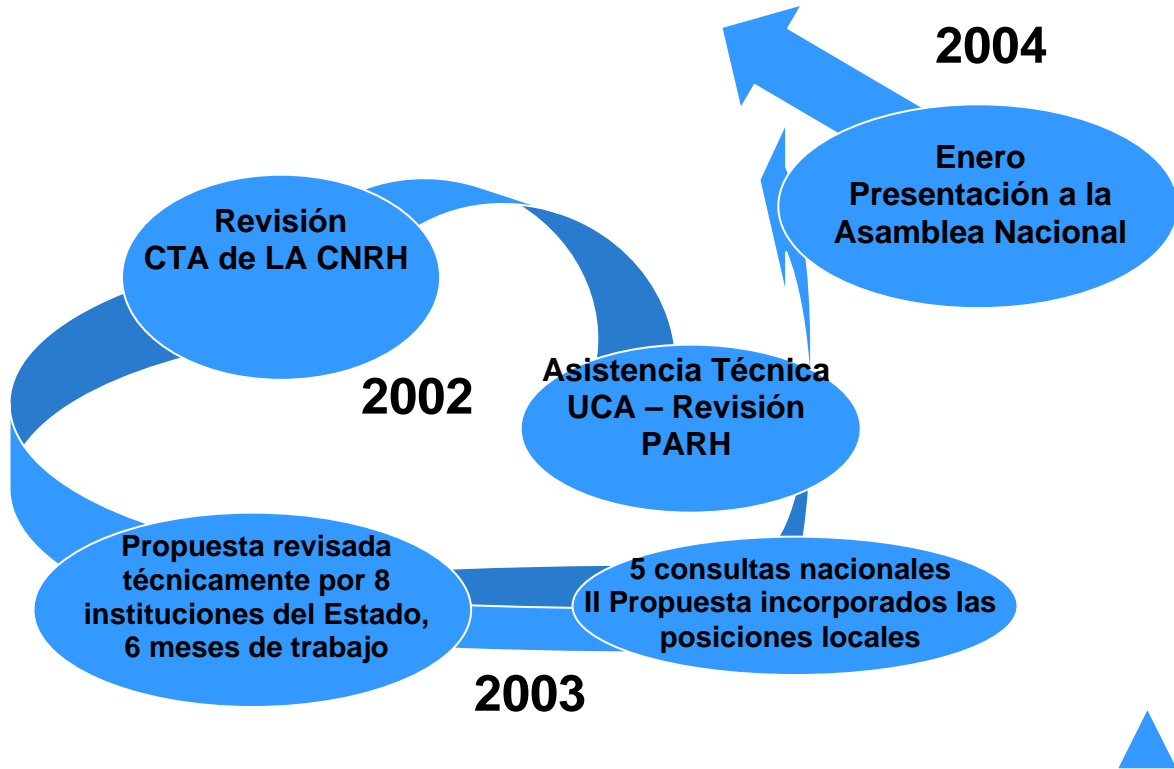 2004
Enero
Presentación a la
Asamblea Nacional
Revisión
CTA de LA CNRH
2002
Asistencia Técnica
UCA – Revisión
PARH
Propuesta revisada
técnicamente por 8
instituciones del Estado,
6 meses de trabajo
5 consultas nacionales
II Propuesta incorporados las
posiciones locales
2003